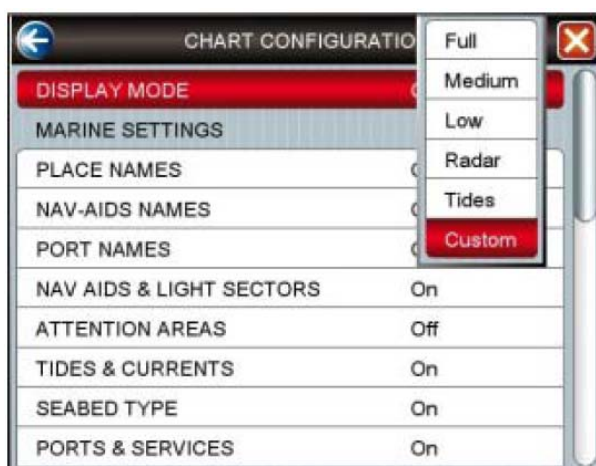 CHART CONFIGURATIO
DISPLAY MODE
MARINE SETTINGS
PLACE NAMES
NAV-AIDS NAMES
PORT NAMES
NAV AIDS & LIGHT SECTORS On
ATTENTION AREAS Off
TIDES & CURRENTS On
SEABED TYPE On
PORTS & SERVICES On
Full
Medium
Low
Radar
Tides
Custom